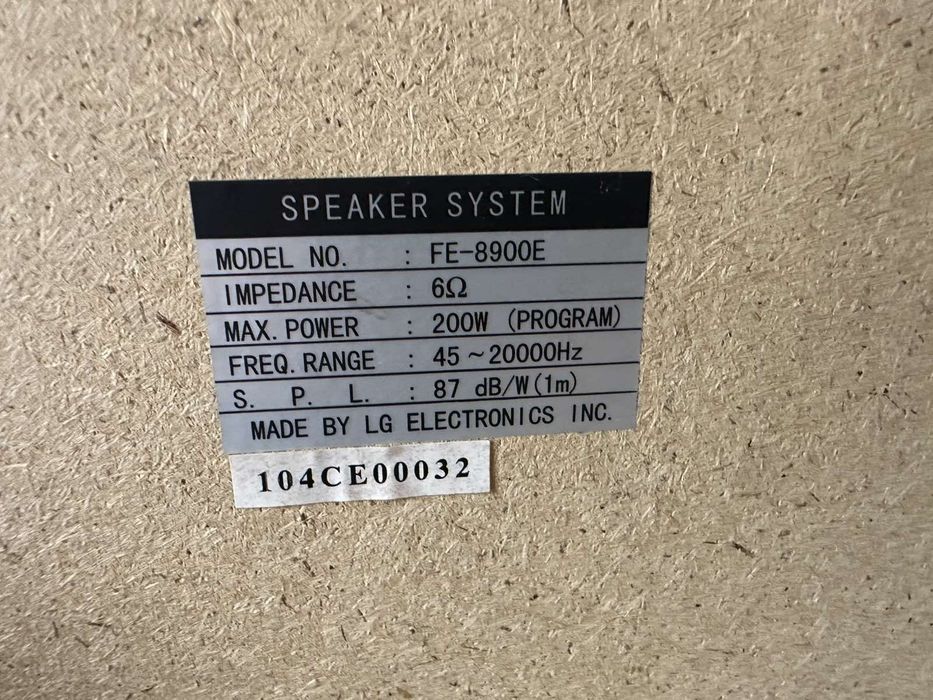 SPEAKER SYSTEM
MODEL NO. : FE-8900E
IMPEDANCE : 6Ω
MAX. POWER : 200W (PROGRAM)
FREQ. RANGE : 45 ~ 20000Hz
S. P. L. : 87 dB/W (1m)
MADE BY LG ELECTRONICS INC.
104CE00032